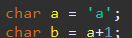 char a = 'a';
char b = a+1;